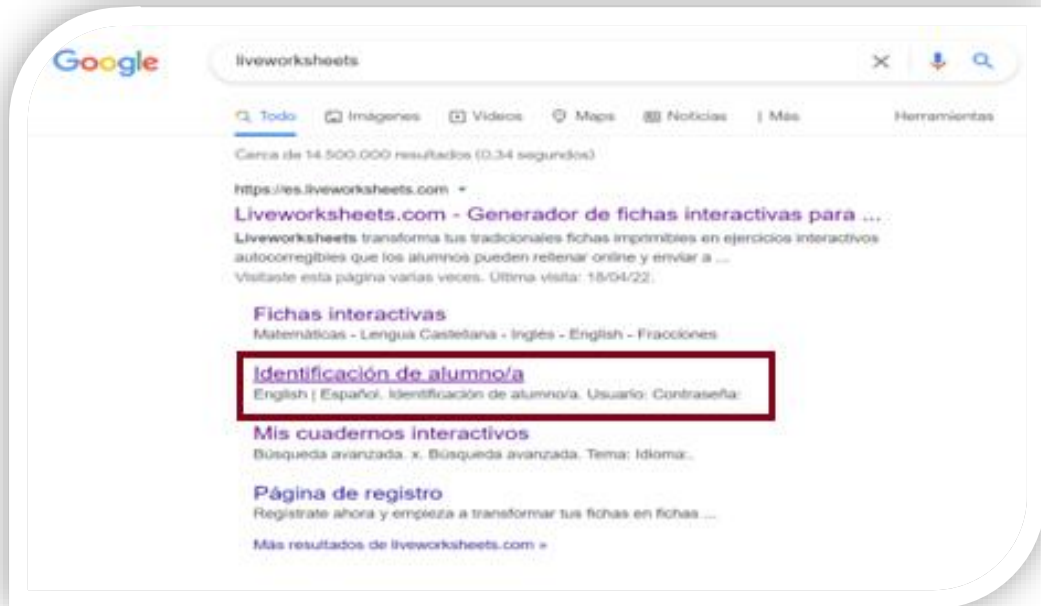 Google
liveworksheets
Todo Imágenes Videos Maps Noticias Más Herramientas
Cerca de 14.500.000 resultados (0.34 segundos)
https://es.liveworksheets.com
Liveworksheets.com - Generador de fichas interactivas para ...
Liveworksheets transforma tus tradicionales fichas imprimibles en ejercicios interactivos
autocorregibles que los alumnos pueden rellenar online y enviar a ...
Visitaste esta página varias veces. Última visita: 18/04/22.
Fichas interactivas
Matemáticas - Lengua Castellana - Inglés - English - Fracciones
Identificación de alumno/a
English | Español. Identificación de alumno/a. Usuario: Contraseña:
Mis cuadernos interactivos
Búsqueda avanzada. x. Búsqueda avanzada. Tema: Idioma:.
Página de registro
Regístrate ahora y empieza a transformar tus fichas en fichas ...
Más resultados de liveworksheets.com »